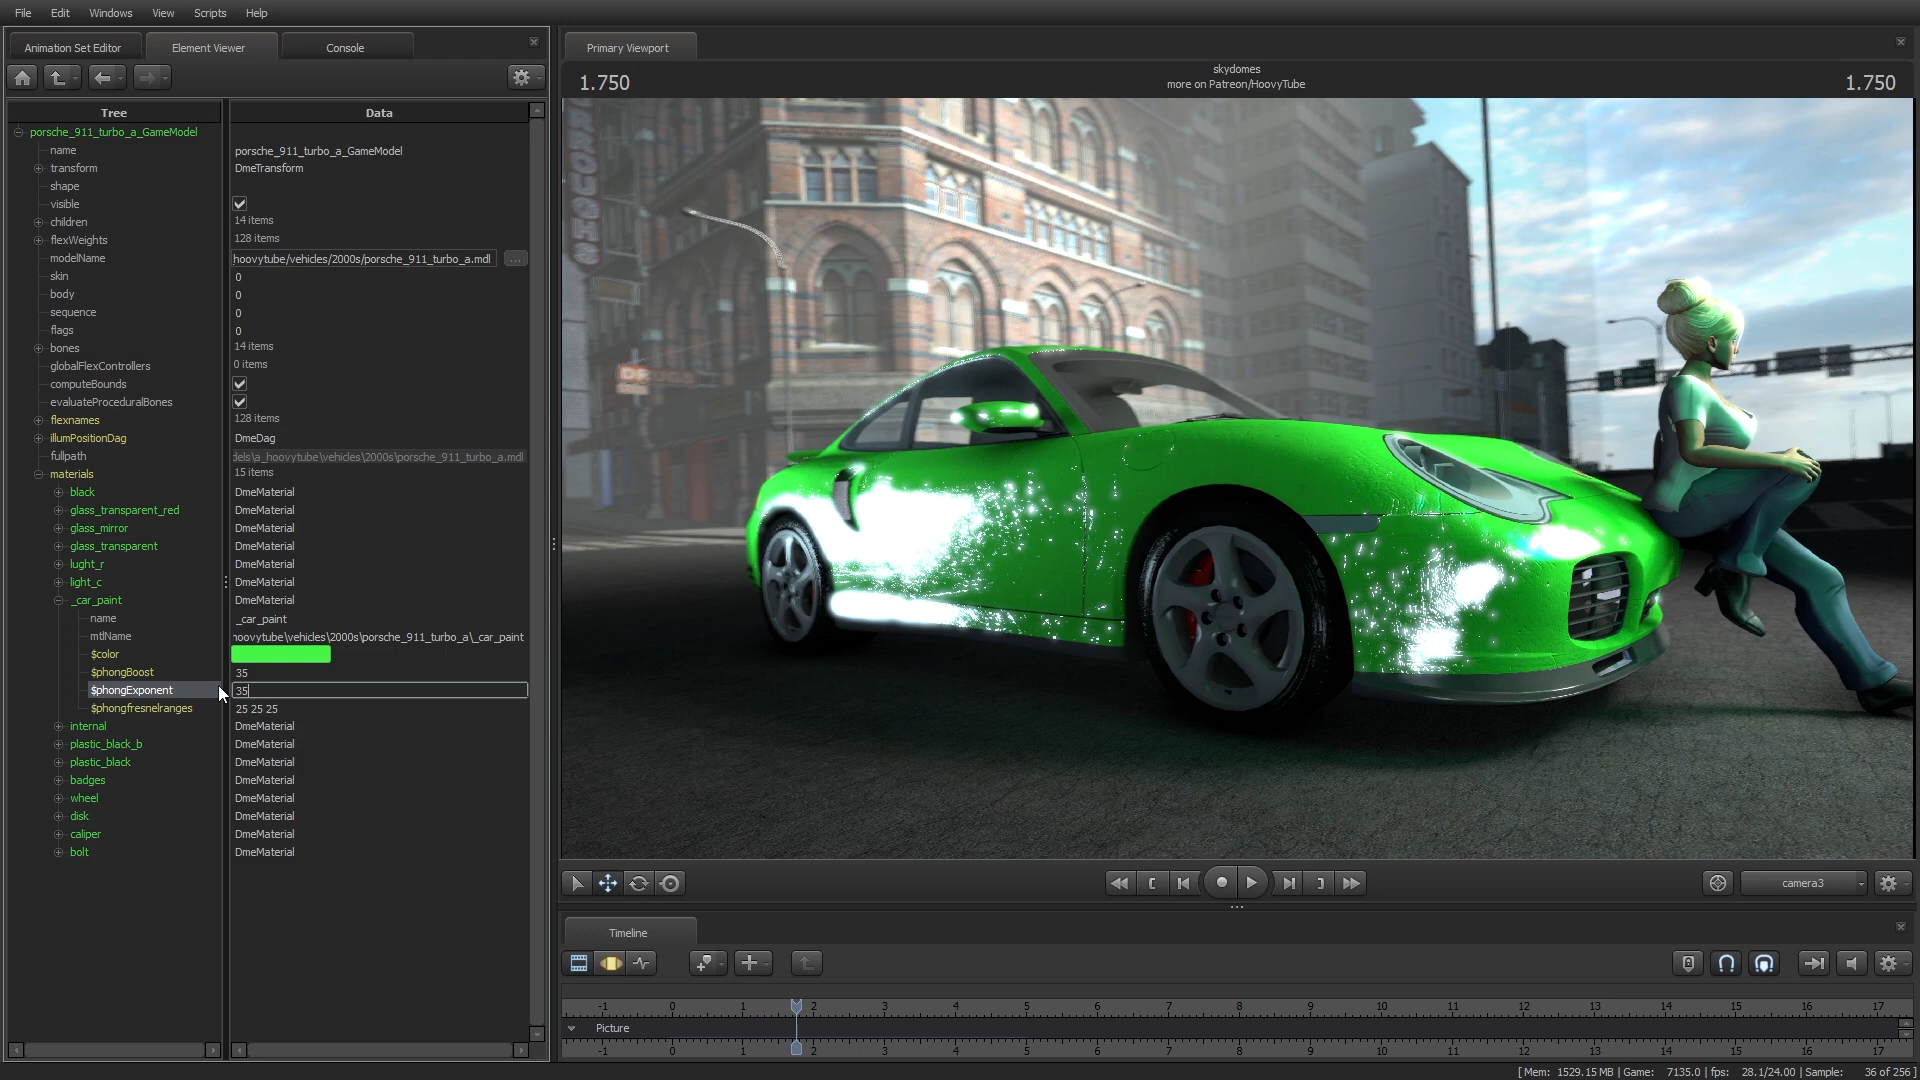 File Edit Windows View Scripts Help
Animation Set Editor Element Viewer Console
Primary Viewport
1.750
skydomes
more on Patreon/HoovyTube
1.750
Tree Data
porsche_911_turbo_a_GameModel
name porsche_911_turbo_a_GameModel
transform DmeTransform
shape
visible
children 14 items
flexWeights 128 items
modelName hoovytube/vehicles/2000s/porsche_911_turbo_a.mdl ...
skin 0
body 0
sequence 0
flags 0
bones 14 items
globalFlexControllers 0 items
computeBounds
evaluateProceduralBones
flexnames 128 items
illumPositionDag DmeDag
fullpath dels\a_hoovytube\vehicles\2000s\porsche_911_turbo_a.mdl
materials 15 items
black DmeMaterial
glass_transparent_red DmeMaterial
glass_mirror DmeMaterial
glass_transparent DmeMaterial
lught_r DmeMaterial
light_c DmeMaterial
_car_paint DmeMaterial
name _car_paint
mtlName hoovytube\vehicles\2000s\porsche_911_turbo_a\_car_paint
$color
$phongBoost 35
$phongExponent 35
$phongfresnelranges 25 25 25
internal DmeMaterial
plastic_black_b DmeMaterial
plastic_black DmeMaterial
badges DmeMaterial
wheel DmeMaterial
disk DmeMaterial
caliper DmeMaterial
bolt DmeMaterial
camera3
Timeline
-1 0 1 2 3 4 5 6 7 8 9 10 11 12 13 14 15 16 17
Picture
-1 0 1 2 3 4 5 6 7 8 9 10 11 12 13 14 15 16 17
[ Mem: 1529.15 MB | Game: 7135.0 | fps: 28.1/24.00 | Sample: 36 of 256 ]